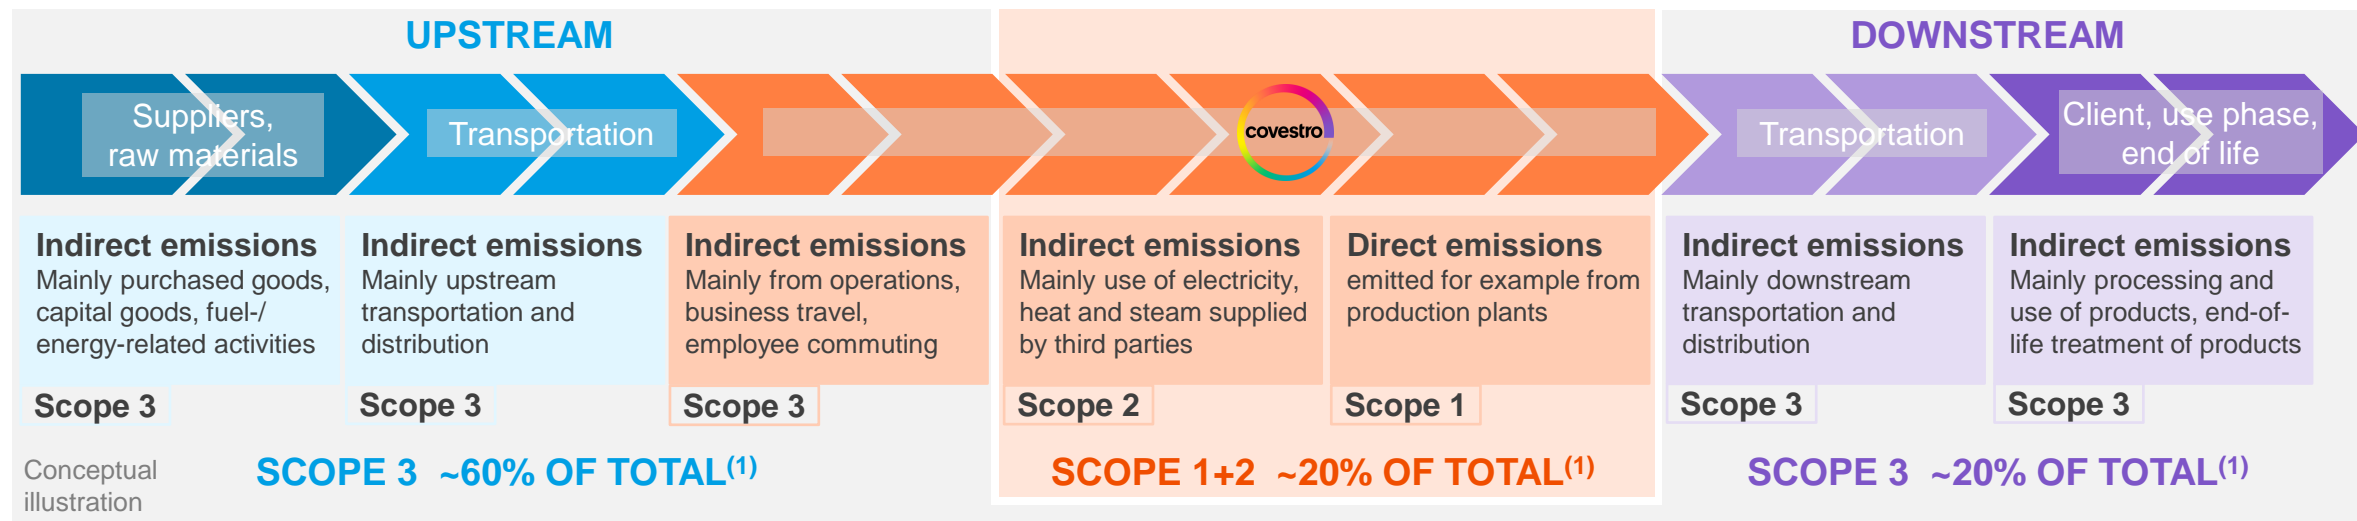 UPSTREAM
DOWNSTREAM
Suppliers,
raw materials
Transportation
covestro
Transportation
Client, use phase,
end of life
Indirect emissions
Mainly purchased goods,
capital goods, fuel-/
energy-related activities
Scope 3
Indirect emissions
Mainly upstream
transportation and
distribution
Scope 3
Indirect emissions
Mainly from operations,
business travel,
employee commuting
Scope 3
Indirect emissions
Mainly use of electricity,
heat and steam supplied
by third parties
Scope 2
Direct emissions
emitted for example from
production plants
Scope 1
Indirect emissions
Mainly downstream
transportation and
distribution
Scope 3
Indirect emissions
Mainly processing and
use of products, end-of-
life treatment of products
Scope 3
Conceptual
illustration
SCOPE 3 ~60% OF TOTAL(1)
SCOPE 1+2 ~20% OF TOTAL(1)
SCOPE 3 ~20% OF TOTAL(1)